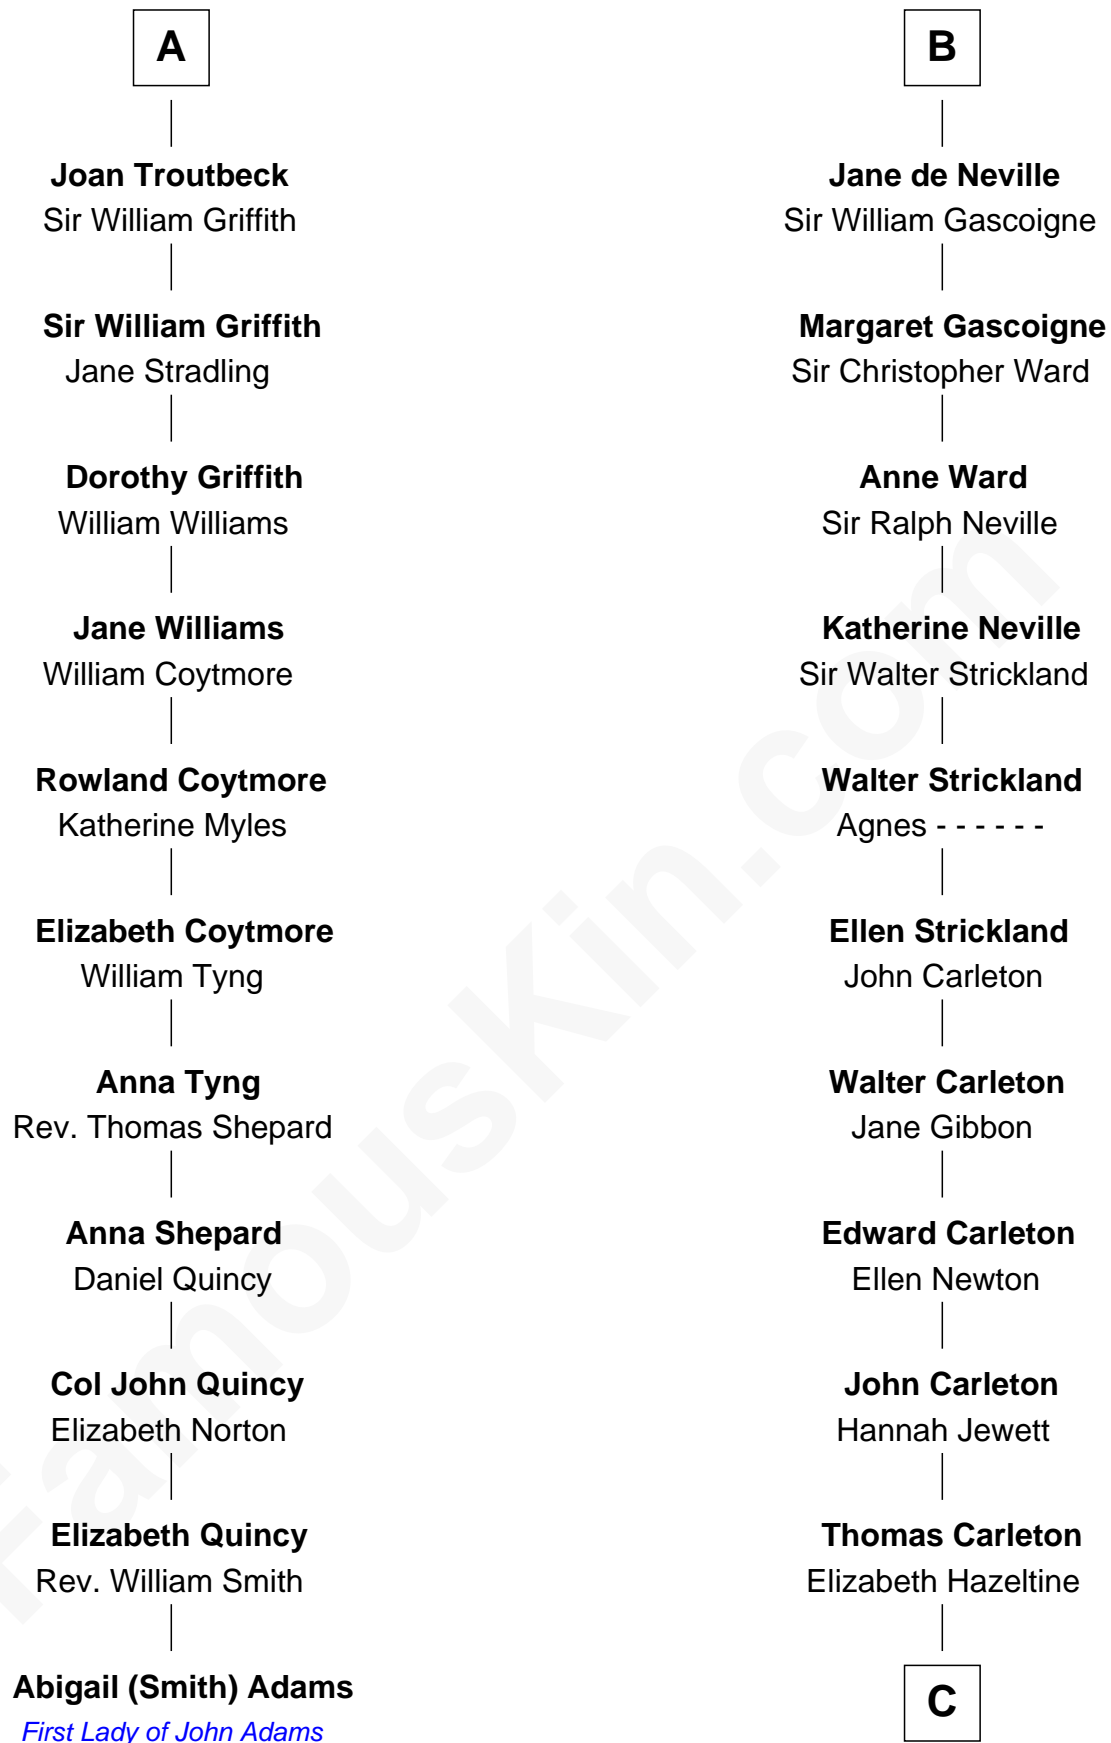 A
Joan Troutbeck
Sir William Griffith
Sir William Griffith
Jane Stradling
Dorothy Griffith
William Williams
Jane Williams
William Coytmore
Rowland Coytmore
Katherine Myles
Elizabeth Coytmore
William Tyng
Anna Tyng
Rev. Thomas Shepard
Anna Shepard
Daniel Quincy
Col John Quincy
Elizabeth Norton
Elizabeth Quincy
Rev. William Smith
Abigail (Smith) Adams
First Lady of John Adams
B
Jane de Neville
Sir William Gascoigne
Margaret Gascoigne
Sir Christopher Ward
Anne Ward
Sir Ralph Neville
Katherine Neville
Sir Walter Strickland
Walter Strickland
Agnes - - - - - -
Ellen Strickland
John Carleton
Walter Carleton
Jane Gibbon
Edward Carleton
Ellen Newton
John Carleton
Hannah Jewett
Thomas Carleton
Elizabeth Hazeltine
C
FamousKin.com